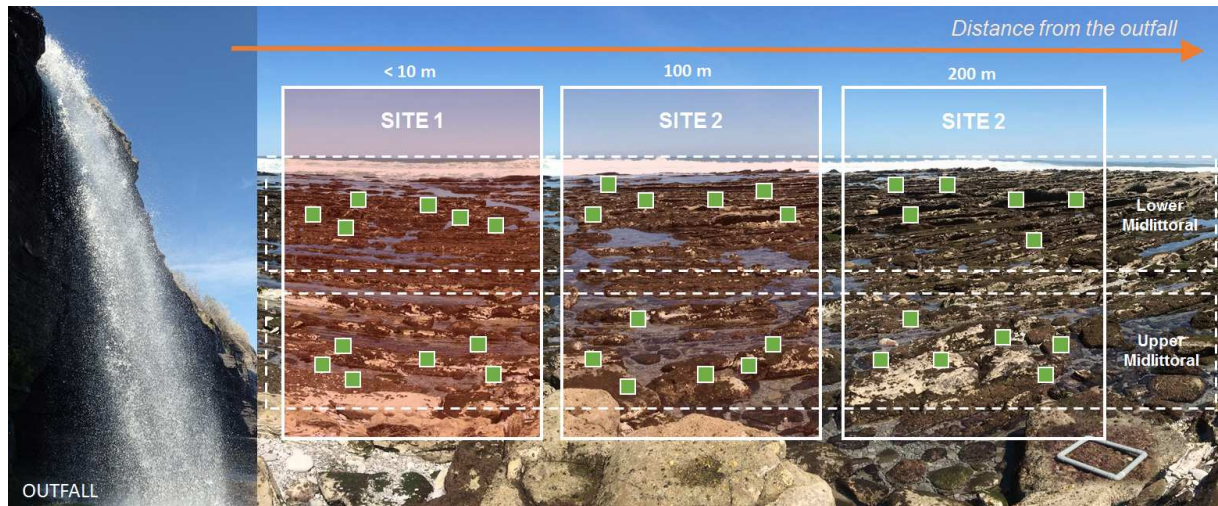 Distance from the outfall
< 10 m
100 m
200 m
SITE 1
SITE 2
SITE 2
Lower
Midlittoral
Upper
Midlittoral
OUTFALL